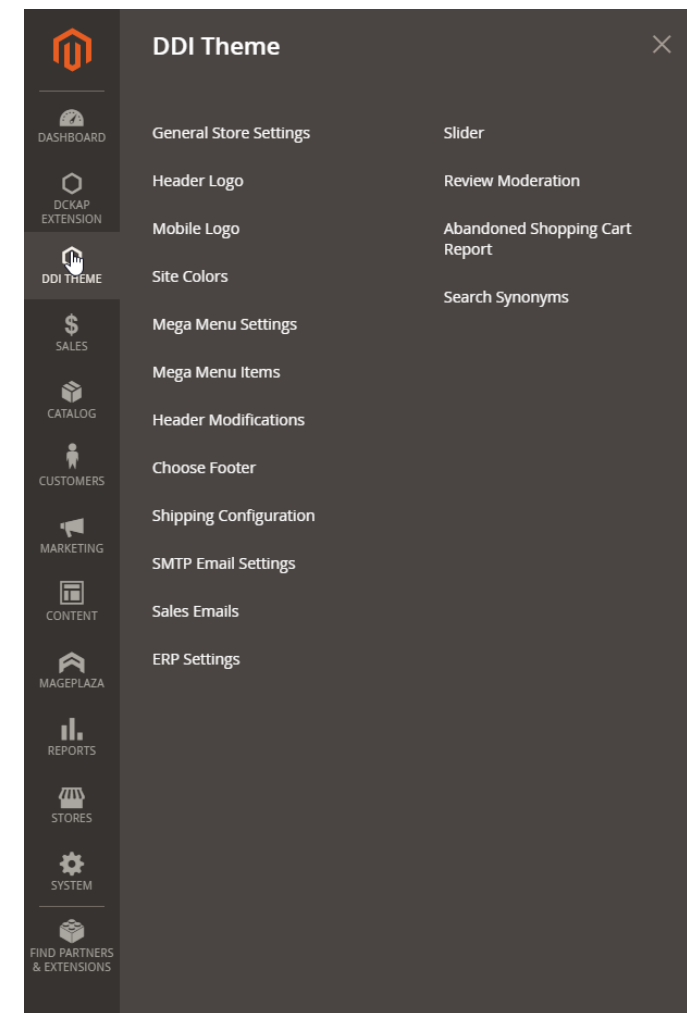 DDI Theme
DASHBOARD
DCKAP
EXTENSION
DDI THEME
SALES
CATALOG
CUSTOMERS
MARKETING
CONTENT
MAGEPLAZA
REPORTS
STORES
SYSTEM
FIND PARTNERS
& EXTENSIONS
General Store Settings
Header Logo
Mobile Logo
Site Colors
Mega Menu Settings
Mega Menu Items
Header Modifications
Choose Footer
Shipping Configuration
SMTP Email Settings
Sales Emails
ERP Settings
Slider
Review Moderation
Abandoned Shopping Cart
Report
Search Synonyms